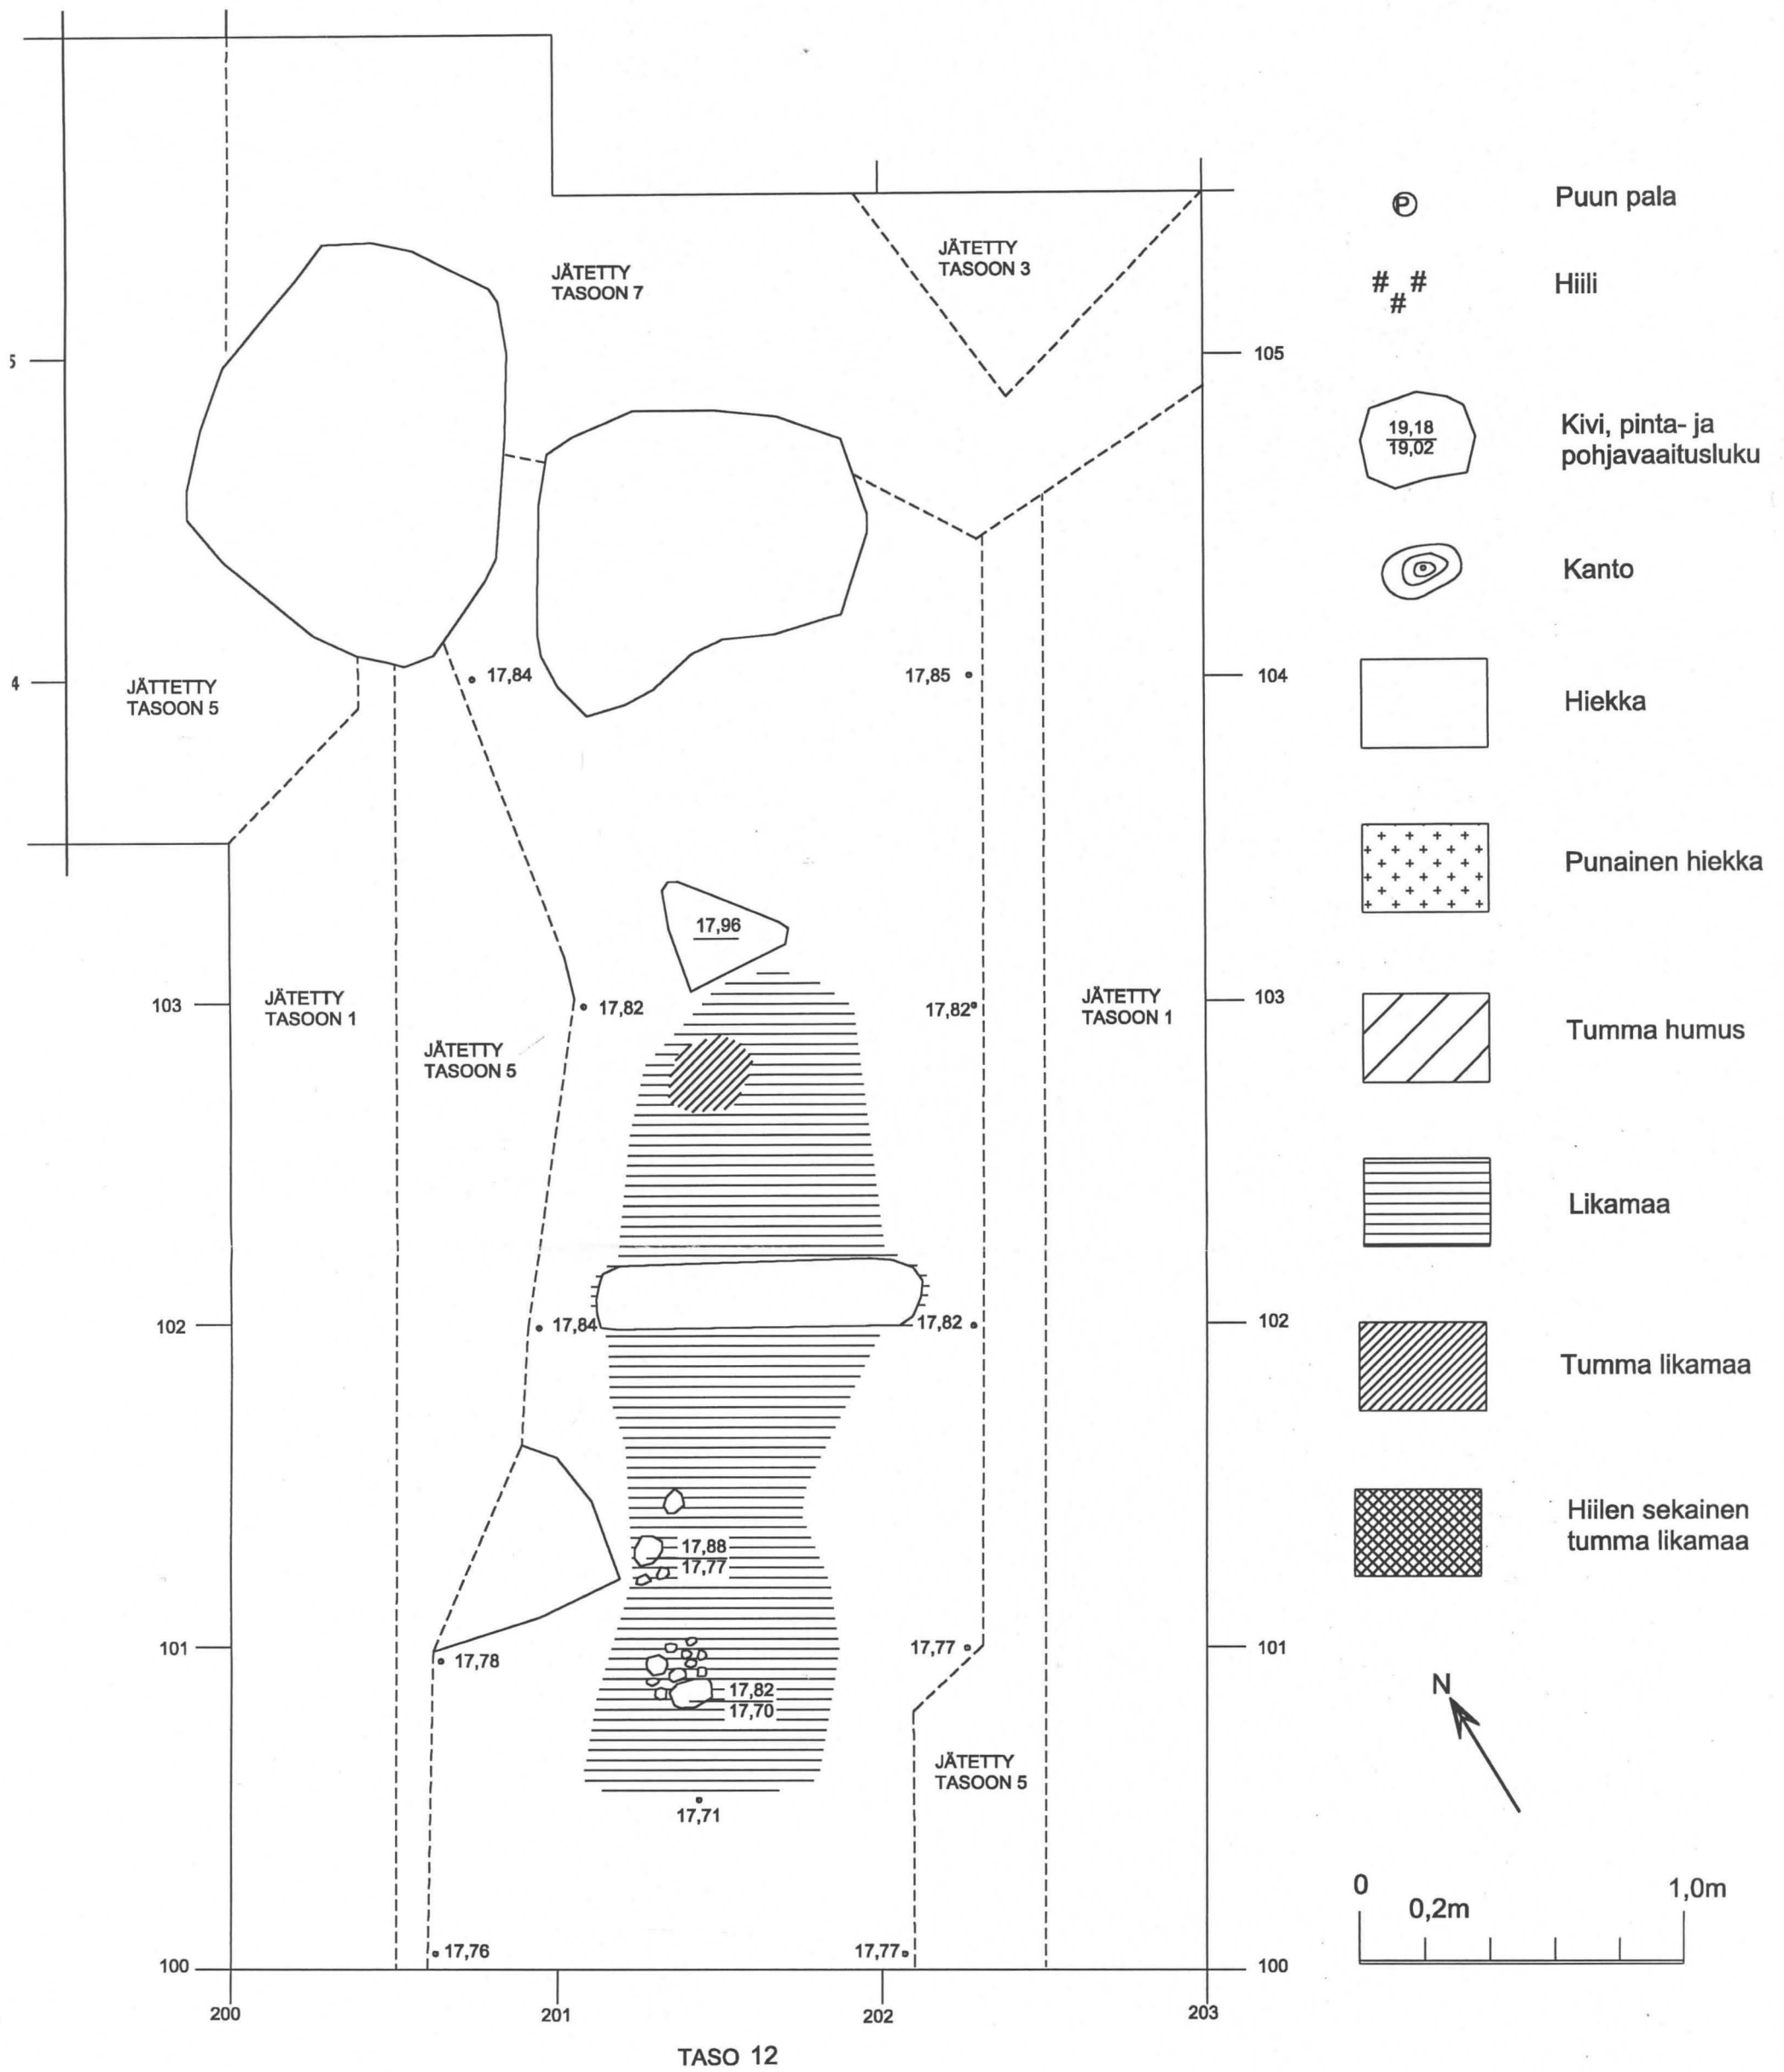 JÄTETTY
TASOON 7
JÄTETTY
TASOON 3
5
105
JÄTTETTY
TASOON 5
4
17,84
17,85
104
17,96
103
JÄTETTY
TASOON 1
17,82
17,82
JÄTETTY
TASOON 1
103
JÄTETTY
TASOON 5
102
17,84
17,82
102
17,88
17,77
101
17,78
17,77
101
17,82
17,70
JÄTETTY
TASOON 5
17,71
17,76
17,77
100
100
200
201
202
203
TASO 12
P
Puun pala
# # #
Hiili
19,18
19,02
Kivi, pinta- ja
pohjavaaitusluku
Kanto
Hiekka
Punainen hiekka
Tumma humus
Likamaa
Tumma likamaa
Hiilen sekainen
tumma likamaa
N
0
0,2m
1,0m